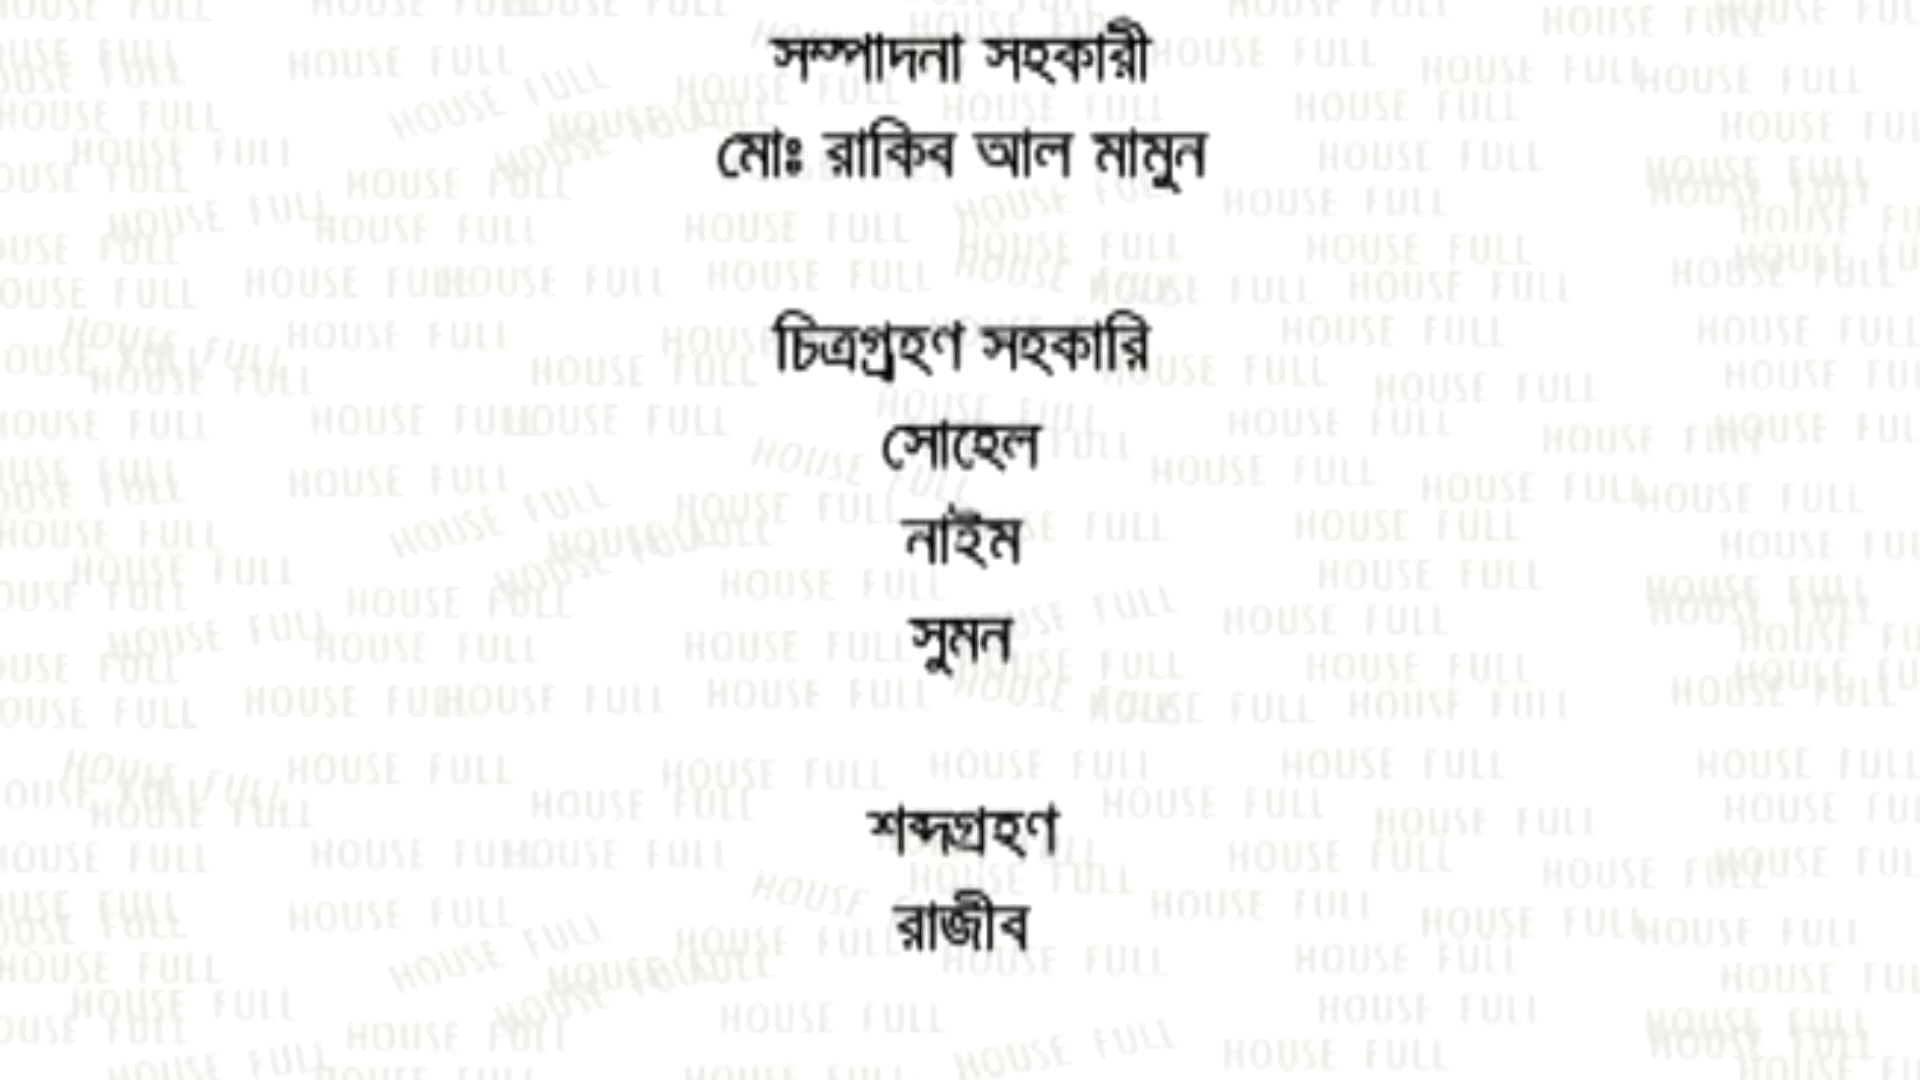 সম্পাদনা সহকারী
মোঃ রাকিব আল মামুন
চিত্রগ্রহণ সহকারি
সোহেল
নাইম
সুমন
শব্দগ্রহণ
রাজীব